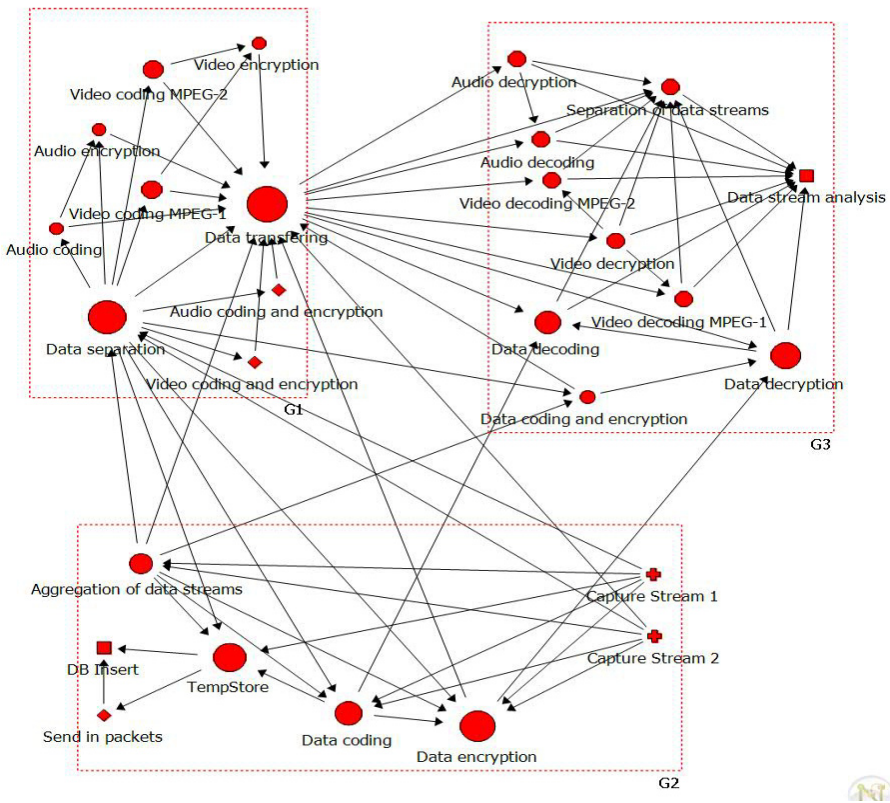 Video encryption
Video coding MPEG-2
Audio encryption
Video coding MPEG-1
Data transfering
Audio coding
Audio coding and encryption
Data separation
Video coding and encryption
G1
Audio decryption
Separation of data streams
Audio decoding
Data stream analysis
Video decoding MPEG-2
Video decryption
Video decoding MPEG-1
Data decoding
Data decryption
Data coding and encryption
G3
Aggregation of data streams
Capture Stream 1
Capture Stream 2
DB Insert
TempStore
Send in packets
Data coding
Data encryption
G2